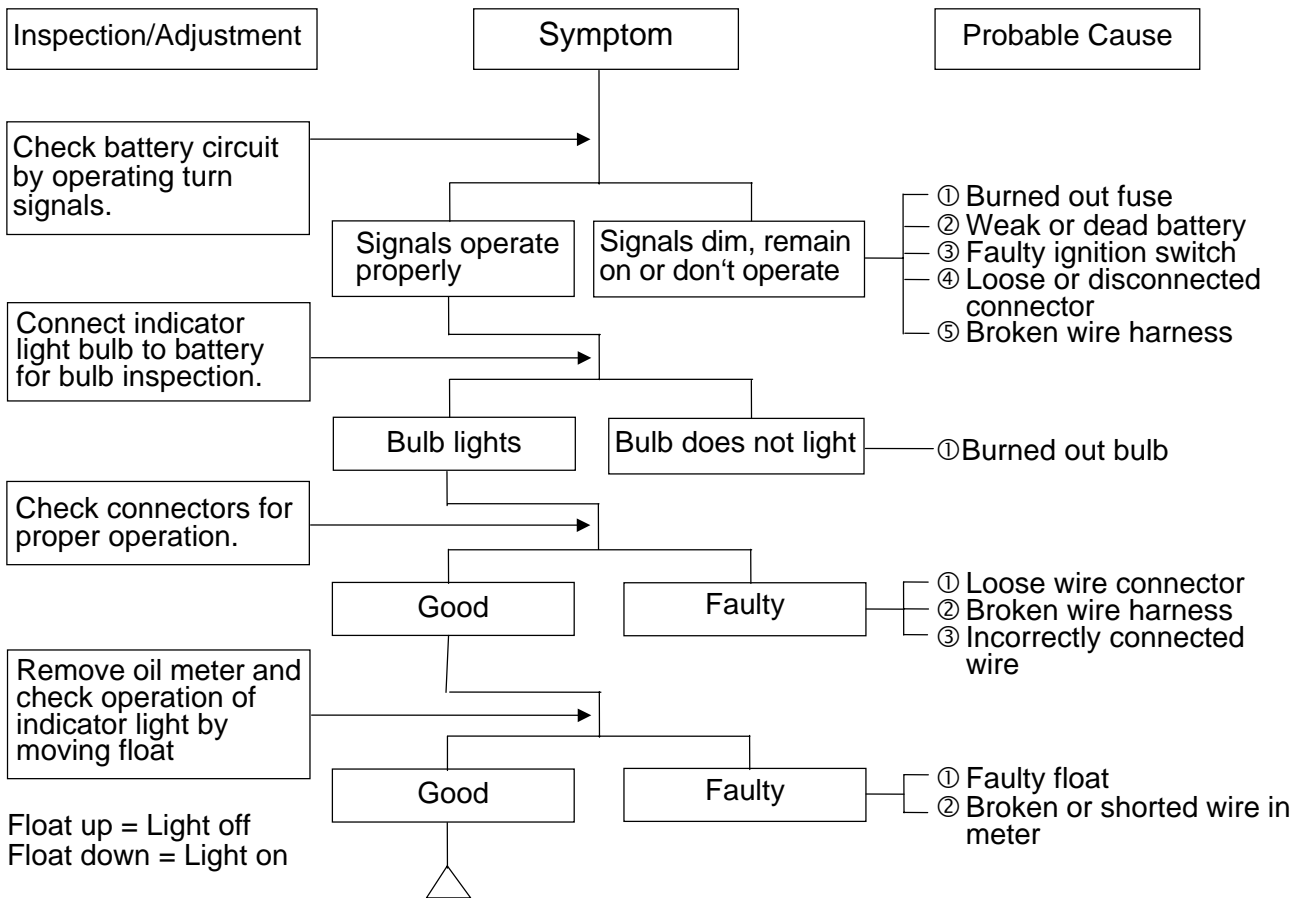 Inspection/Adjustment
Symptom
Probable Cause
Check battery circuit
by operating turn
signals.
Signals operate
properly
Signals dim, remain
on or don‘t operate
① Burned out fuse
② Weak or dead battery
③ Faulty ignition switch
④ Loose or disconnected
connector
⑤ Broken wire harness
Connect indicator
light bulb to battery
for bulb inspection.
Bulb lights
Bulb does not light
①Burned out bulb
Check connectors for
proper operation.
Good
Faulty
① Loose wire connector
② Broken wire harness
③ Incorrectly connected
wire
Remove oil meter and
check operation of
indicator light by
moving float
Good
Faulty
① Faulty float
② Broken or shorted wire in
meter
Float up = Light off
Float down = Light on